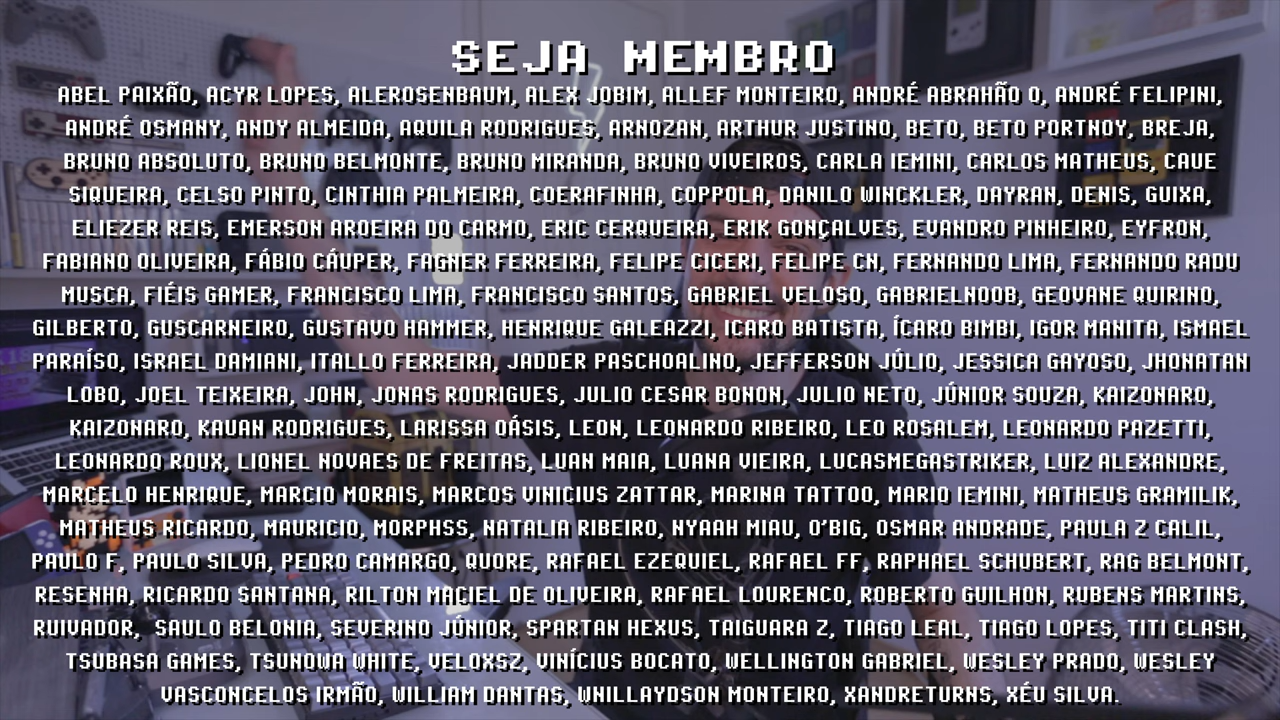 SEJA MEMBRO
ABEL PAIXÃO, ACYR LOPES, ALEROSENBAUM, ALEX JOBIM, ALLEF MONTEIRO, ANDRÉ ABRAHÃO O, ANDRÉ FELIPINI,
ANDRÉ OSMANY, ANDY ALMEIDA, AQUILA RODRIGUES, ARNOZAN, ARTHUR JUSTINO, BETO, BETO PORTNOY, BREJA,
BRUNO ABSOLUTO, BRUNO BELMONTE, BRUNO MIRANDA, BRUNO VIVEIROS, CARLA IEMINI, CARLOS MATHEUS, CAUE
SIQUEIRA, CELSO PINTO, CINTHIA PALMEIRA, COERAFINHA, COPPOLA, DANILO WINCKLER, DAYRAN, DENIS, GUIXA,
ELIEZER REIS, EMERSON AROEIRA DO CARMO, ERIC CERQUEIRA, ERIK GONÇALVES, EVANDRO PINHEIRO, EYFRON,
FABIANO OLIVEIRA, FÁBIO CÁUPER, FAGNER FERREIRA, FELIPE CICERI, FELIPE CN, FERNANDO LIMA, FERNANDO RADU
MUSCA, FIÉIS GAMER, FRANCISCO LIMA, FRANCISCO SANTOS, GABRIEL VELOSO, GABRIELNOOB, GEOVANE QUIRINO,
GILBERTO, GUSCARNEIRO, GUSTAVO HAMMER, HENRIQUE GALEAZZI, ICARO BATISTA, ÍCARO BIMBI, IGOR MANITA, ISMAEL
PARAÍSO, ISRAEL DAMIANI, ITALLO FERREIRA, JADDER PASCHOALINO, JEFFERSON JÚLIO, JESSICA GAYOSO, JHONATAN
LOBO, JOEL TEIXEIRA, JOHN, JONAS RODRIGUES, JULIO CESAR BONON, JULIO NETO, JÚNIOR SOUZA, KAIZONARO,
KAIZONARO, KAUAN RODRIGUES, LARISSA OÁSIS, LEON, LEONARDO RIBEIRO, LEO ROSALEM, LEONARDO PAZETTI,
LEONARDO ROUX, LIONEL NOVAES DE FREITAS, LUAN MAIA, LUANA VIEIRA, LUCASMEGASTRIKER, LUIZ ALEXANDRE,
MARCELO HENRIQUE, MARCIO MORAIS, MARCOS VINICIUS ZATTAR, MARINA TATTOO, MARIO IEMINI, MATHEUS GRAMILIK,
MATHEUS RICARDO, MAURICIO, MORPHSS, NATALIA RIBEIRO, NYAAH MIAU, O'BIG, OSMAR ANDRADE, PAULA Z CALIL,
PAULO F, PAULO SILVA, PEDRO CAMARGO, QUORE, RAFAEL EZEQUIEL, RAFAEL FF, RAPHAEL SCHUBERT, RAG BELMONT,
RESENHA, RICARDO SANTANA, RILTON MACIEL DE OLIVEIRA, RAFAEL LOURENCO, ROBERTO GUILHON, RUBENS MARTINS,
RUIVADOR, SAULO BELONIA, SEVERINO JÚNIOR, SPARTAN HEXUS, TAIGUARA Z, TIAGO LEAL, TIAGO LOPES, TITI CLASH,
TSUBASA GAMES, TSUNOWA WHITE, VELOXSZ, VINÍCIUS BOCATO, WELLINGTON GABRIEL, WESLEY PRADO, WESLEY
VASCONCELOS IRMÃO, WILLIAM DANTAS, WNILLAYDSON MONTEIRO, XANDRETURNS, XÉU SILVA.